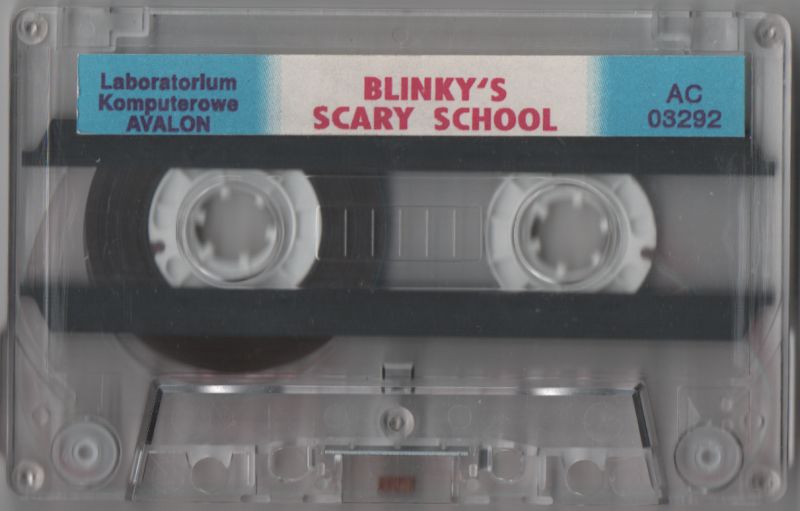 Laboratorium
Komputerowe
AVALON
BLINKY'S
SCARY SCHOOL
AC
03292